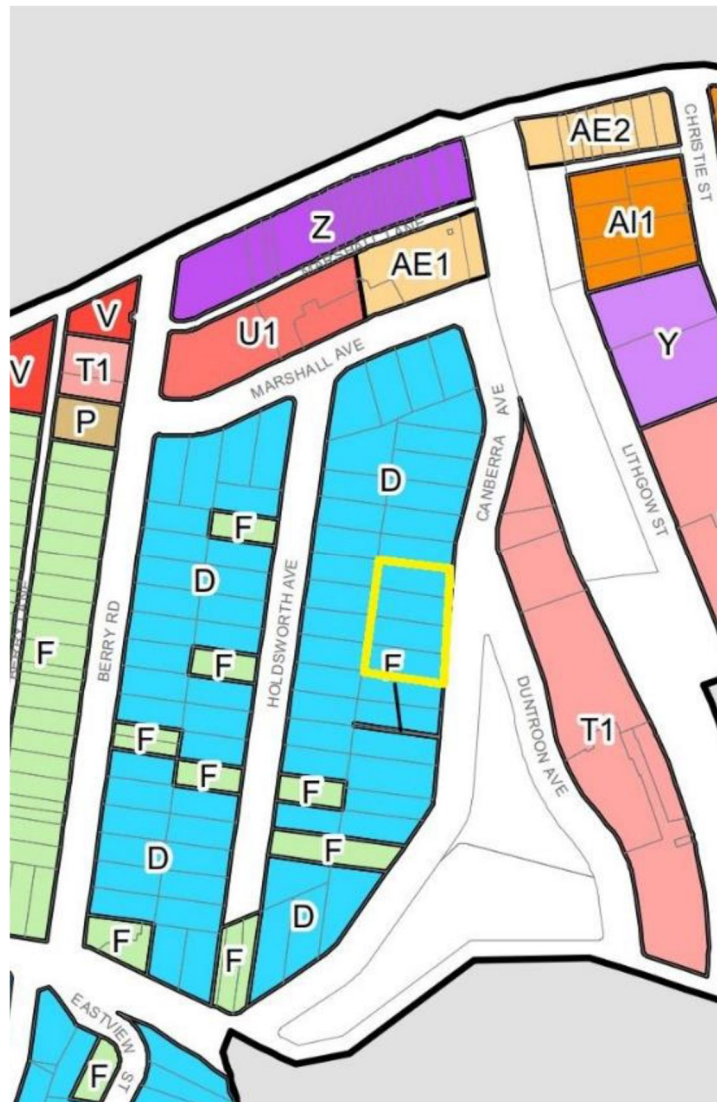 AE2
CHRISTIE ST
Z
MARSHALL LANE
AI1
AE1
V
U1
Y
V
T1
MARSHALL AVE
P
CANBERRA AVE
D
LITHGOW ST
F
D
HOLDSWORTH AVE
BERRY RD
F
F
F
DUNTROON AVE
T1
F
F
F
F
D
D
F
F
EASTVIEW ST
F